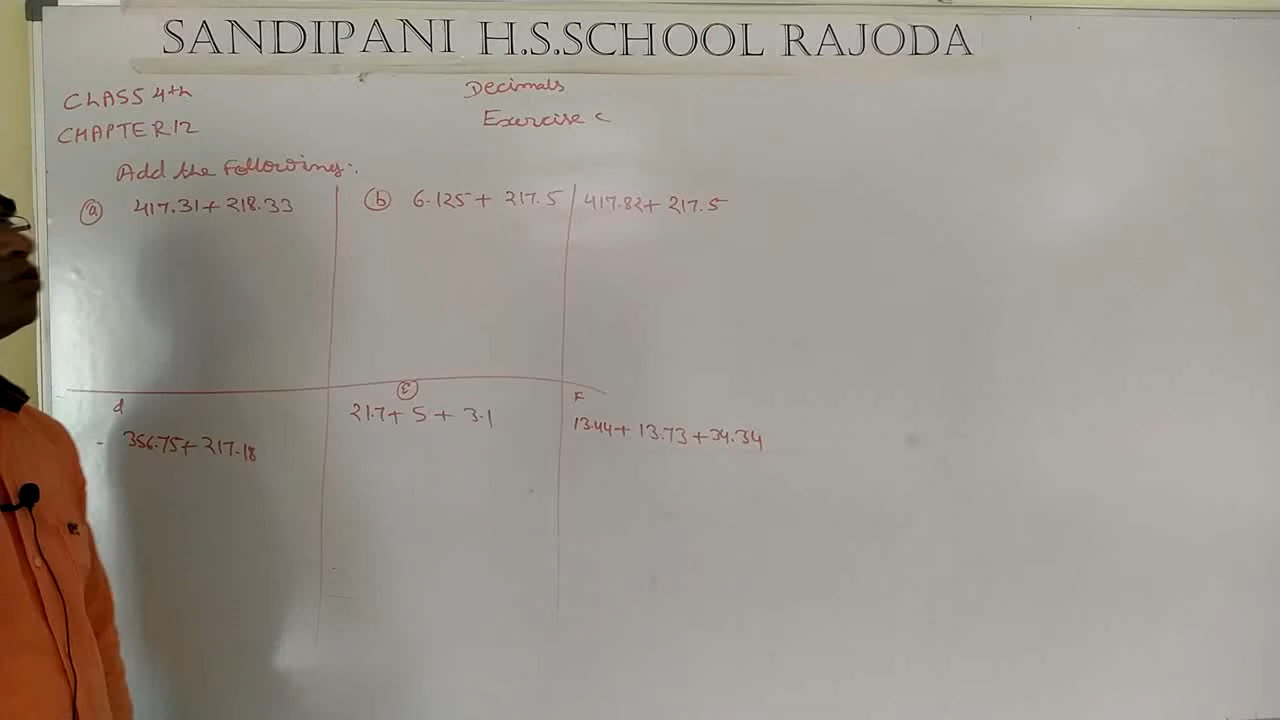 SANDIPANI H.S.SCHOOL RAJODA
CLASS 4th
Decimals
CHAPTER 12
Exercise C
Add the following:.
(a) 417.31 + 218.33
(b) 6.125 + 217.5
417.82 + 217.5
d
356.75 + 217.18
(E)
21.7 + 5 + 3.1
F
13.44 + 13.73 + 34.34